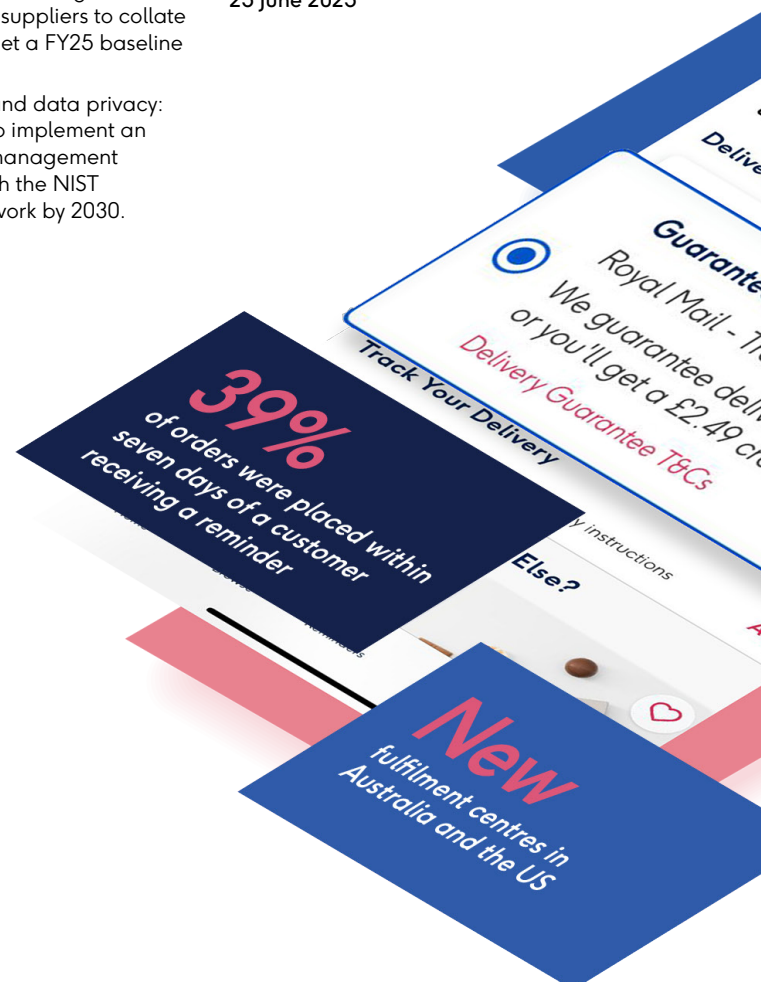 suppliers to collate
et a FY25 baseline
nd data privacy:
o implement an
management
h the NIST
work by 2030.
25 June 2025
Guarantee
Royal Mail - Tr
We guarantee deliv
or you'll get a £2.49
Delivery Guarantee T&Cs
Track Your Delivery
39%
of orders were placed within
seven days of a customer
receiving a reminder
y instructions
Else?
New
fulfilment centres in
Australia and the US